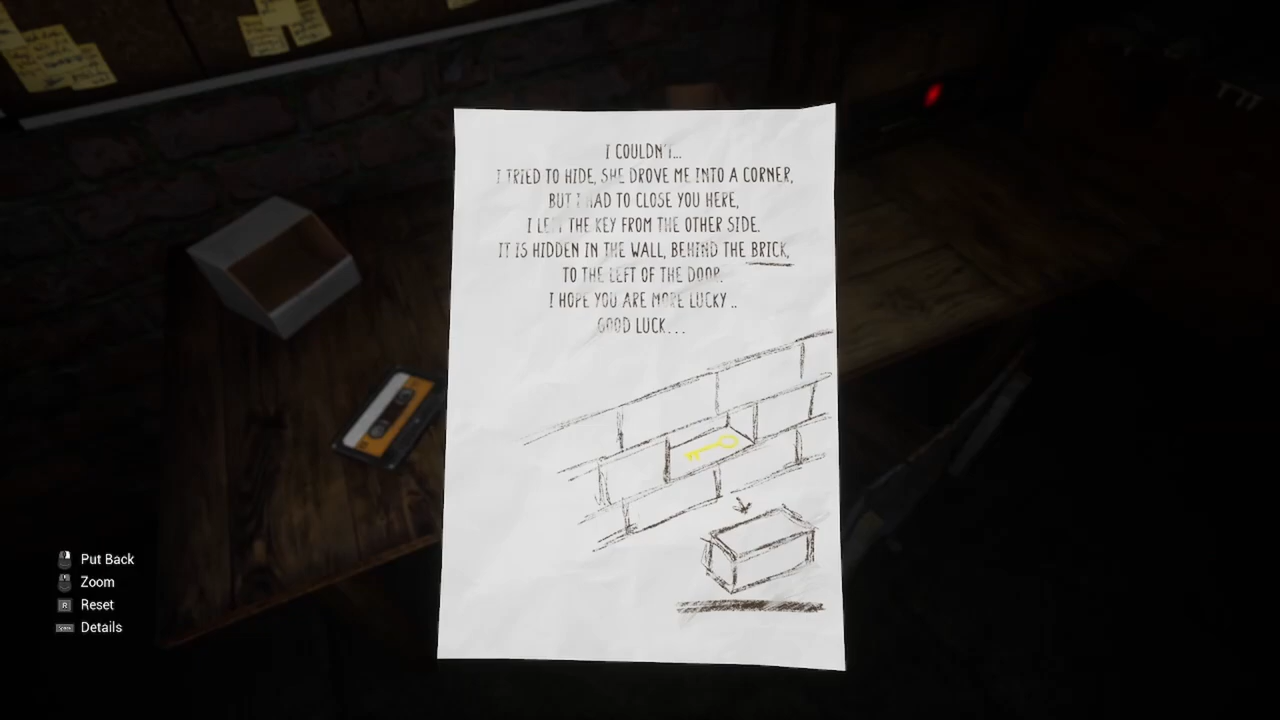 I COULDN'T...
I TRIED TO HIDE, SHE DROVE ME INTO A CORNER,
BUT I HAD TO CLOSE YOU HERE,
I LEFT THE KEY FROM THE OTHER SIDE.
IT IS HIDDEN IN THE WALL, BEHIND THE BRICK,
TO THE LEFT OF THE DOOR.
I HOPE YOU ARE MORE LUCKY ..
GOOD LUCK...
Put Back
Zoom
R Reset
Space Details